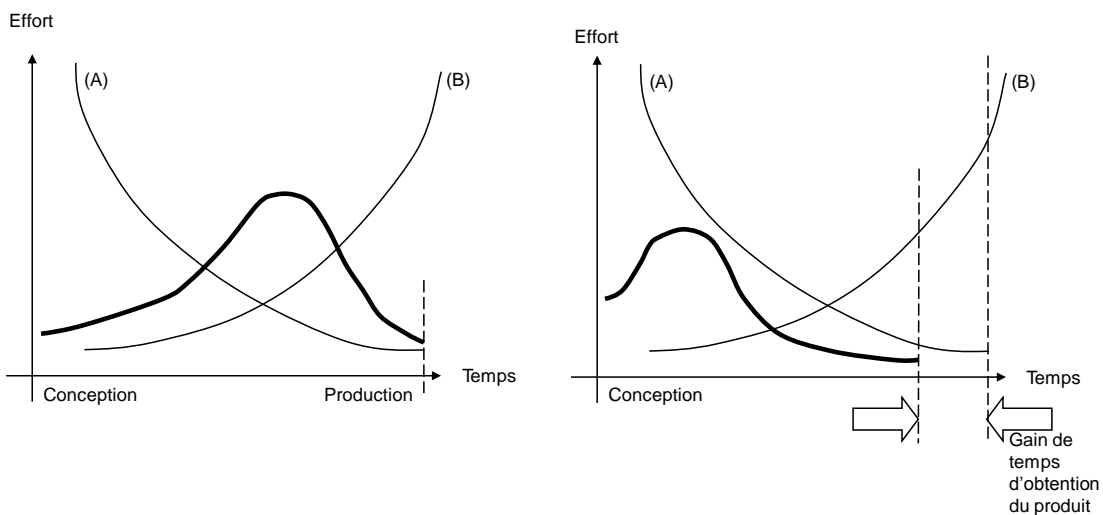 Effort
(A)
(B)
Temps
Conception
Production
Effort
(A)
(B)
Temps
Conception
Gain de
temps
d'obtention
du produit